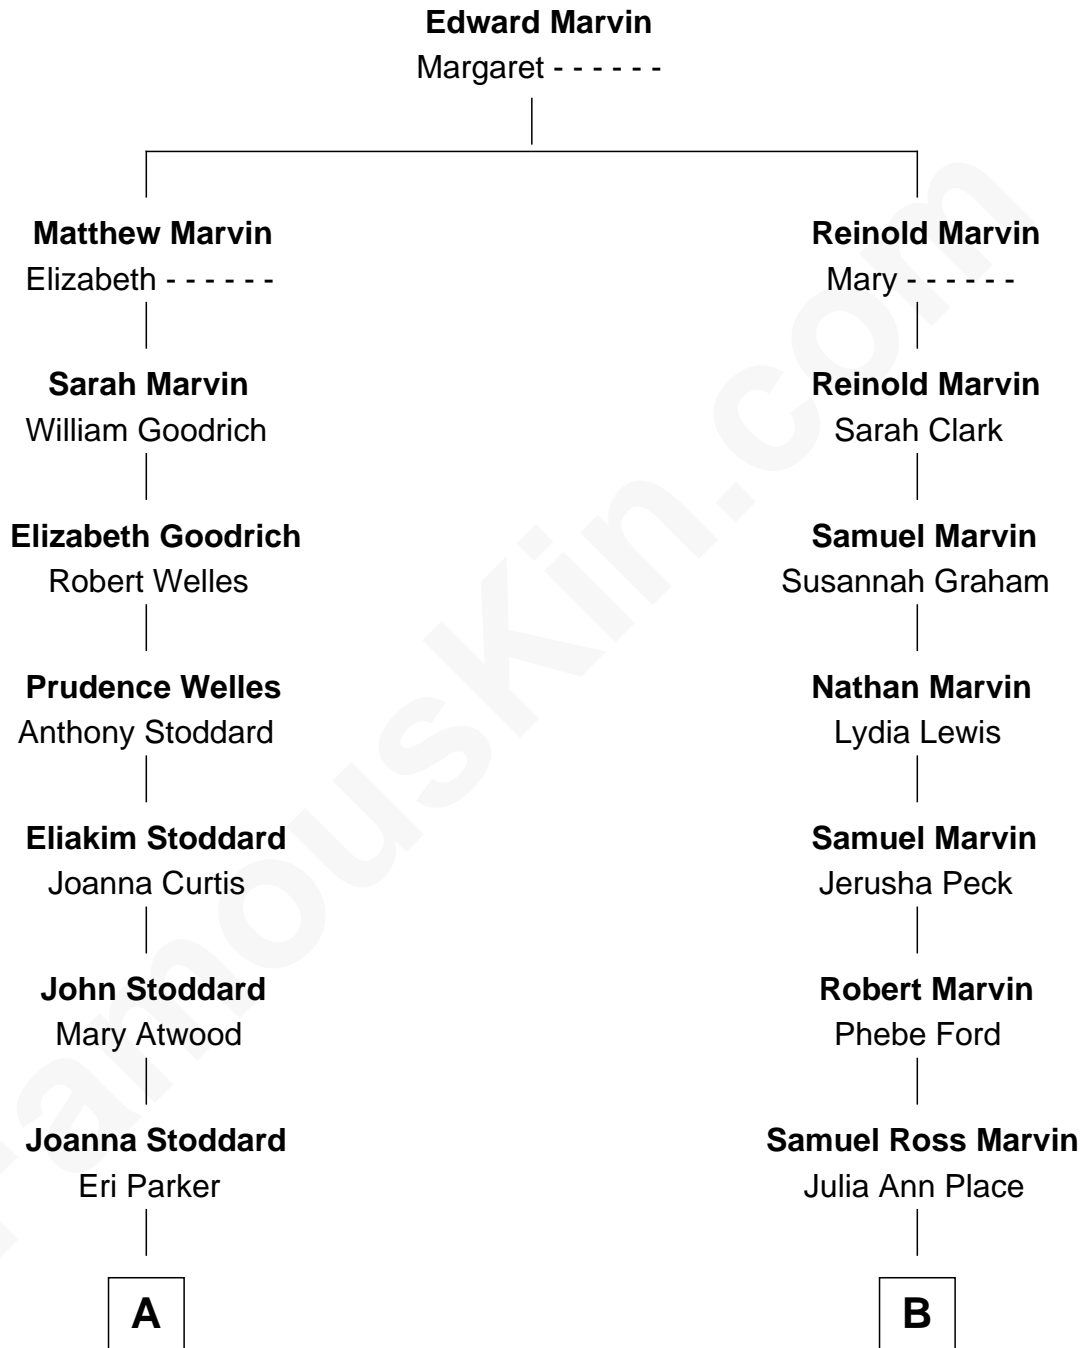 Edward Marvin
Margaret - - - - - -
Matthew Marvin
Elizabeth - - - - - -
Reinold Marvin
Mary - - - - - -
Sarah Marvin
William Goodrich
Reinold Marvin
Sarah Clark
Elizabeth Goodrich
Robert Welles
Samuel Marvin
Susannah Graham
Prudence Welles
Anthony Stoddard
Nathan Marvin
Lydia Lewis
Eliakim Stoddard
Joanna Curtis
Samuel Marvin
Jerusha Peck
John Stoddard
Mary Atwood
Robert Marvin
Phebe Ford
Joanna Stoddard
Eri Parker
Samuel Ross Marvin
Julia Ann Place
A
B
FamousKin.com